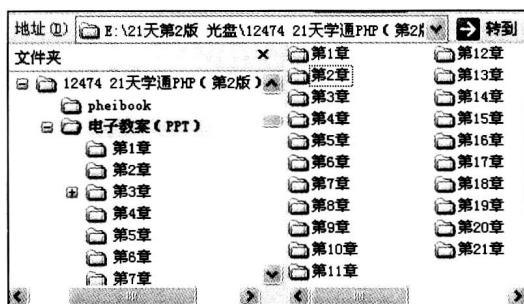 地址(D) E:\21天第2版 光盘\12474 21天学通PHP(第2版 转到
文件夹 ×
12474 21天学通PHP(第2版)
pheibook
电子教案(PPT)
第1章
第2章
第3章
第4章
第5章
第6章
第7章
第1章
第2章
第3章
第4章
第5章
第6章
第7章
第8章
第9章
第10章
第11章
第12章
第13章
第14章
第15章
第16章
第17章
第18章
第19章
第20章
第21章